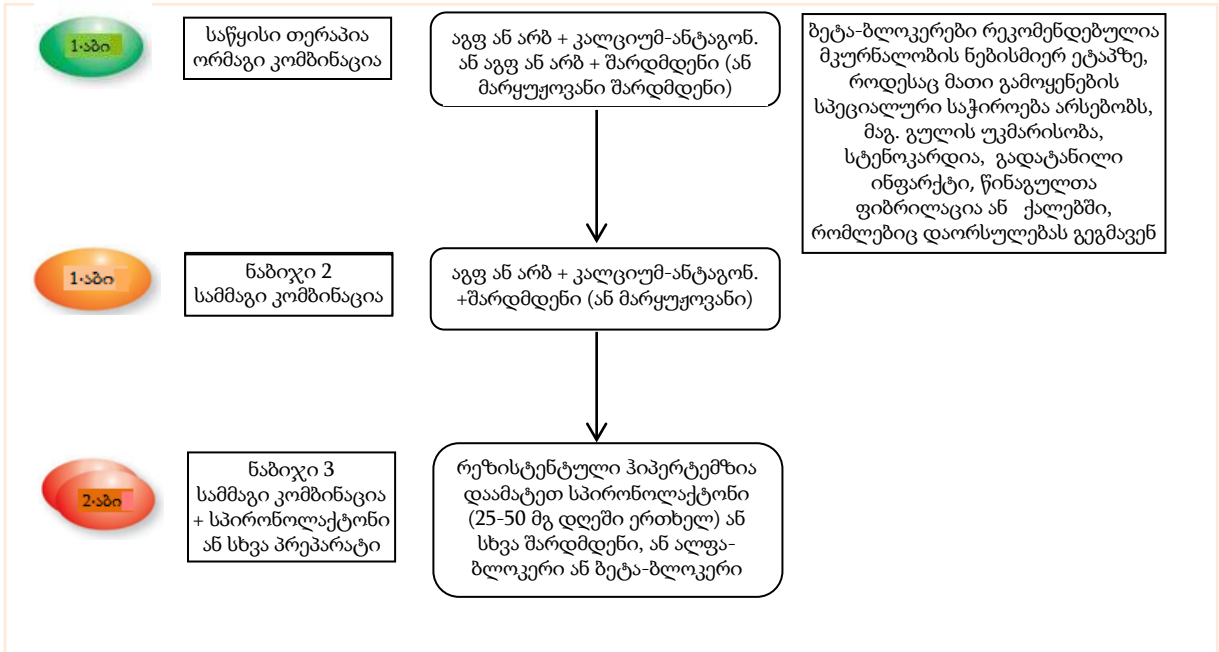 1·აბი
საწყისი თერაპია
ორმაგი კომბინაცია
აგფ ან არბ + კალციუმ-ანტაგონ.
ან აგფ ან არბ + შარდმდენი (ან
მარყუჟოვანი შარდმდენი)
ბეტა-ბლოკერები რეკომენდებულია
მკურნალობის ნებისმიერ ეტაპზე,
როდესაც მათი გამოყენების
სპეციალური საჭიროება არსებობს,
მაგ. გულის უკმარისობა,
სტენოკარდია, გადატანილი
ინფარქტი, წინაგულთა
ფიბრილაცია ან ქალებში,
რომლებიც დაორსულებას გეგმავენ
1·აბი
ნაბიჯი 2
სამმაგი კომბინაცია
აგფ ან არბ + კალციუმ-ანტაგონ.
+შარდმდენი (ან მარყუჟოვანი)
2·აბი
ნაბიჯი 3
სამმაგი კომბინაცია
+ სპირონოლაქტონი
ან სხვა პრეპარატი
რეზისტენტული ჰიპერტემზია
დაამატეთ სპირონოლაქტონი
(25-50 მგ დღეში ერთხელ) ან
სხვა შარდმდენი, ან ალფა-
ბლოკერი ან ბეტა-ბლოკერი